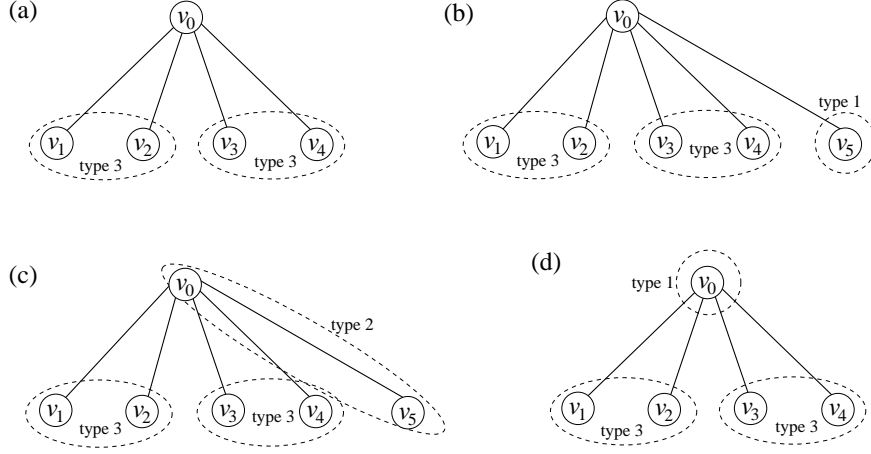 (a)
v0
v1
v2
v3
v4
type 3
type 3
(b)
v0
type 1
v1
v2
v3
v4
v5
type 3
type 3
(c)
v0
type 2
v1
v2
v3
v4
v5
type 3
type 3
(d)
type 1
v0
v1
v2
v3
v4
type 3
type 3